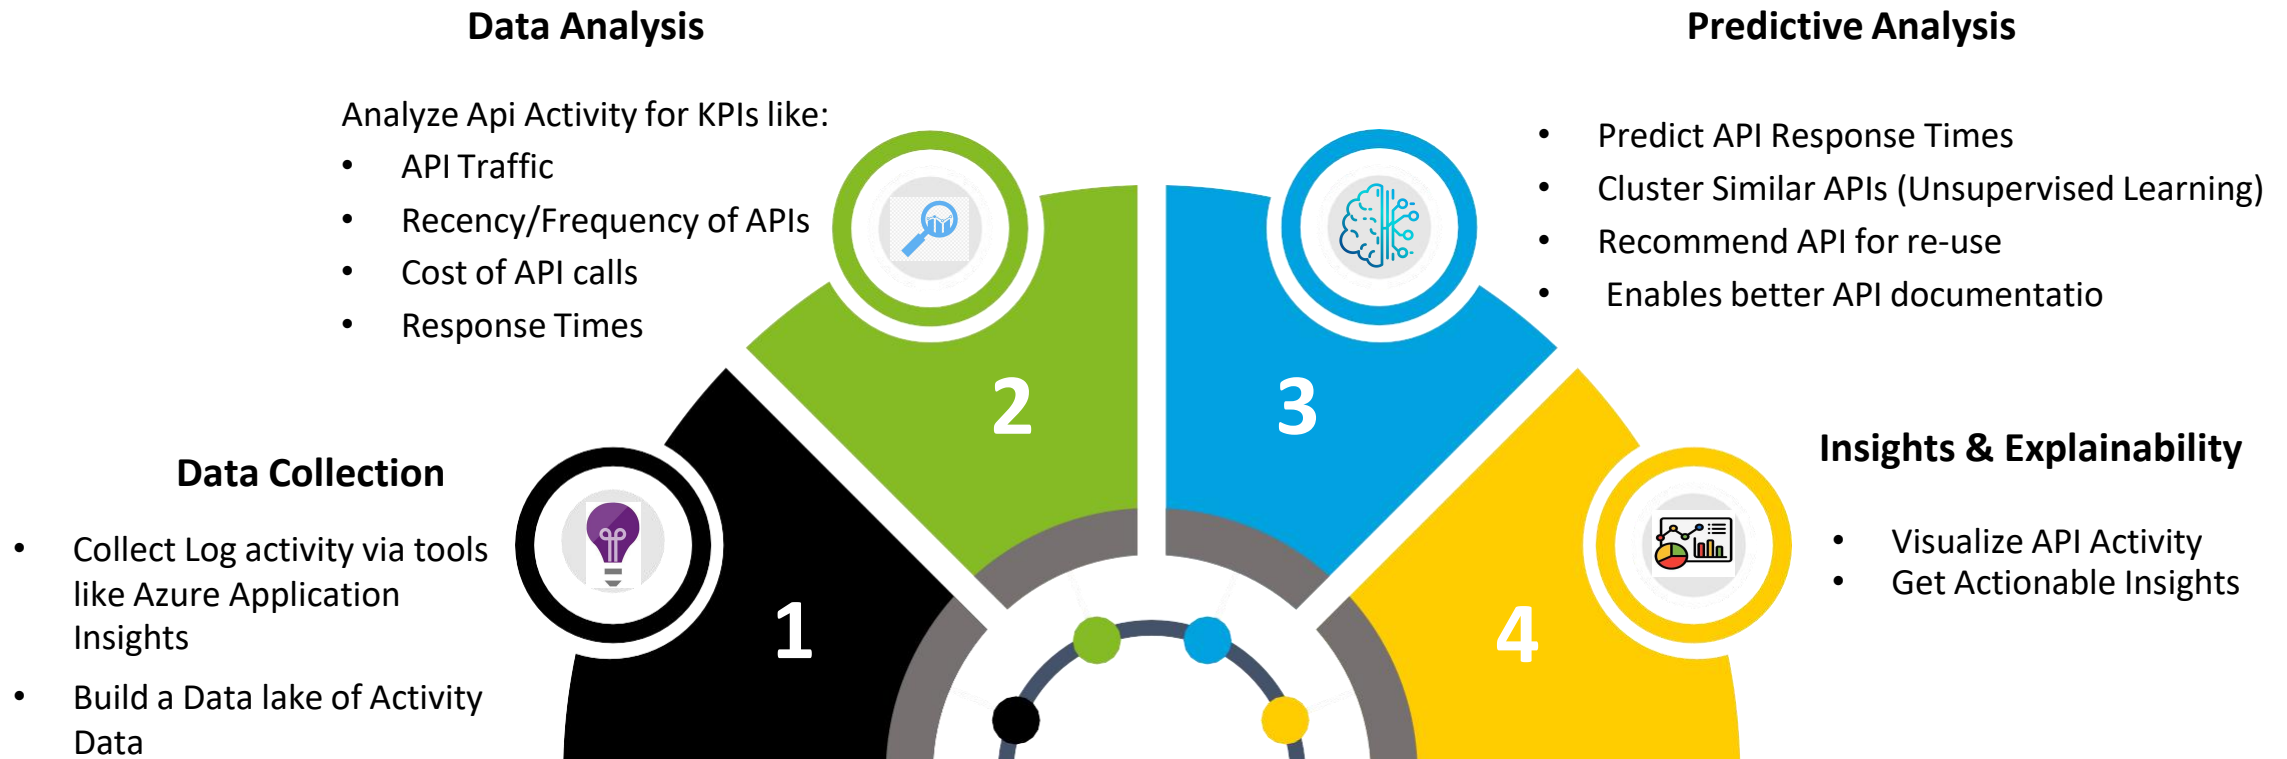 Data Analysis
Analyze Api Activity for KPIs like:
• API Traffic
• Recency/Frequency of APIs
• Cost of API calls
• Response Times
Predictive Analysis
• Predict API Response Times
• Cluster Similar APIs (Unsupervised Learning)
• Recommend API for re-use
• Enables better API documentatio
2
3
Data Collection
• Collect Log activity via tools
like Azure Application
Insights
• Build a Data lake of Activity
Data
1
4
Insights & Explainability
• Visualize API Activity
• Get Actionable Insights